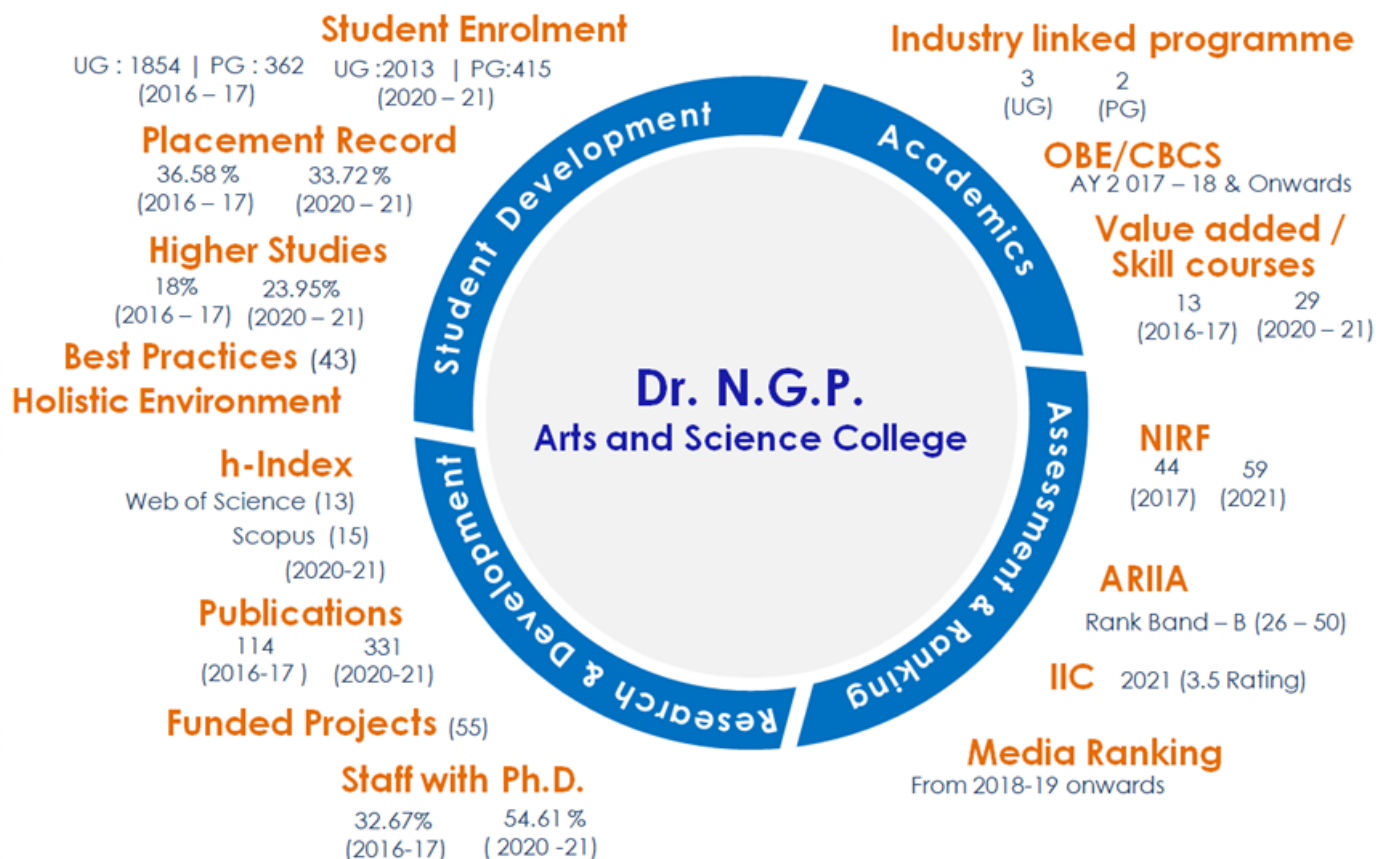 Student Enrolment
UG : 1854 | PG : 362 UG :2013 | PG:415
(2016 – 17) (2020 – 21)
Placement Record
36.58 % 33.72 %
(2016 – 17) (2020 – 21)
Higher Studies
18% 23.95%
(2016 – 17) (2020 – 21)
Best Practices (43)
Holistic Environment
h-Index
Web of Science (13)
Scopus (15)
(2020-21)
Publications
114 331
(2016-17 ) (2020-21)
Funded Projects (55)
Staff with Ph.D.
32.67% 54.61 %
(2016-17) ( 2020 -21)
Student Development
Academics
Assessment & Ranking
Research & Development
Dr. N.G.P.
Arts and Science College
Industry linked programme
3 2
(UG) (PG)
OBE/CBCS
AY 2 017 – 18 & Onwards
Value added /
Skill courses
13 29
(2016-17) (2020 – 21)
NIRF
44 59
(2017) (2021)
ARIIA
Rank Band – B (26 – 50)
IIC 2021 (3.5 Rating)
Media Ranking
From 2018-19 onwards